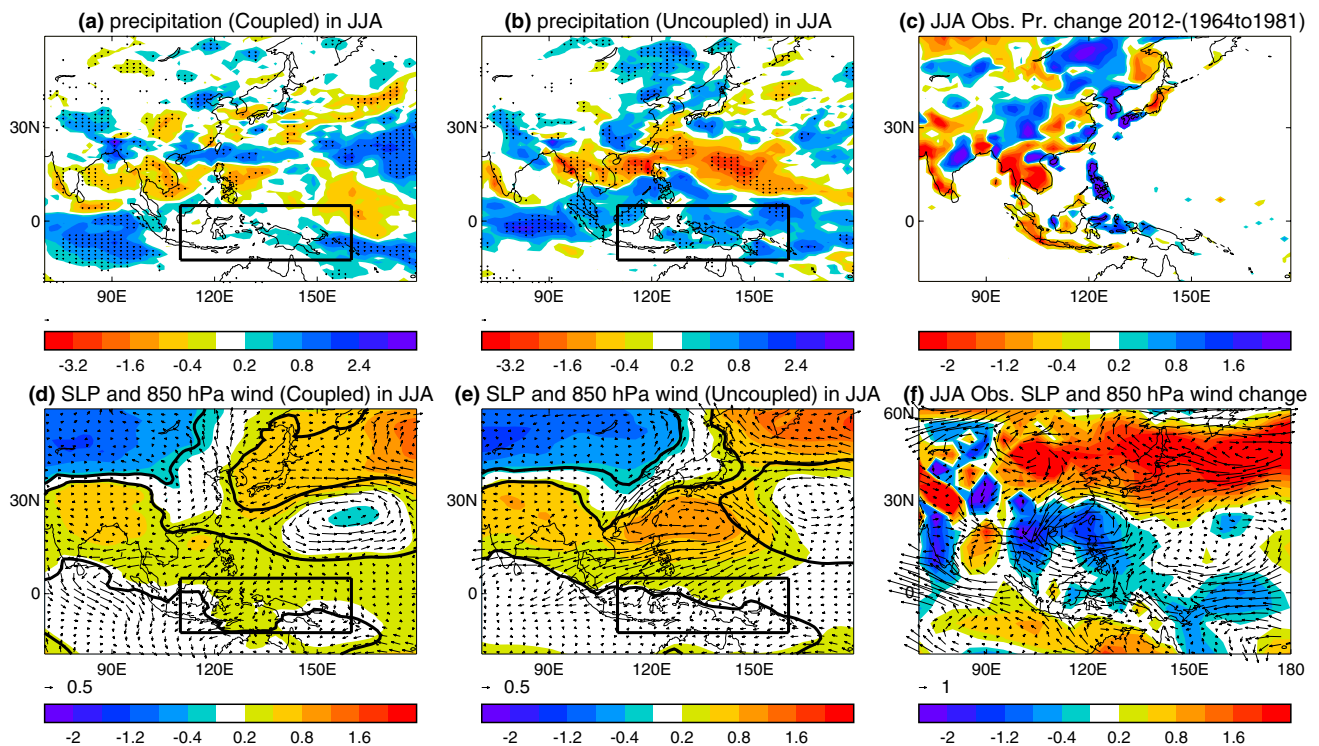 (a) precipitation (Coupled) in JJA
(b) precipitation (Uncoupled) in JJA
(c) JJA Obs. Pr. change 2012-(1964to1981)
30N
0
90E 120E 150E
30N
0
90E 120E 150E
30N
0
90E 120E 150E
-3.2 -1.6 -0.4 0.2 0.8 2.4
-3.2 -1.6 -0.4 0.2 0.8 2.4
-2 -1.2 -0.4 0.2 0.8 1.6
(d) SLP and 850 hPa wind (Coupled) in JJA
(e) SLP and 850 hPa wind (Uncoupled) in JJA
(f) JJA Obs. SLP and 850 hPa wind change
30N
0
90E 120E 150E
0.5
30N
0
90E 120E 150E
0.5
60N
30N
0
90E 120E 150E 180
1
-2 -1.2 -0.4 0.2 0.8 1.6
-2 -1.2 -0.4 0.2 0.8 1.6
-2 -1.2 -0.4 0.2 0.8 1.6